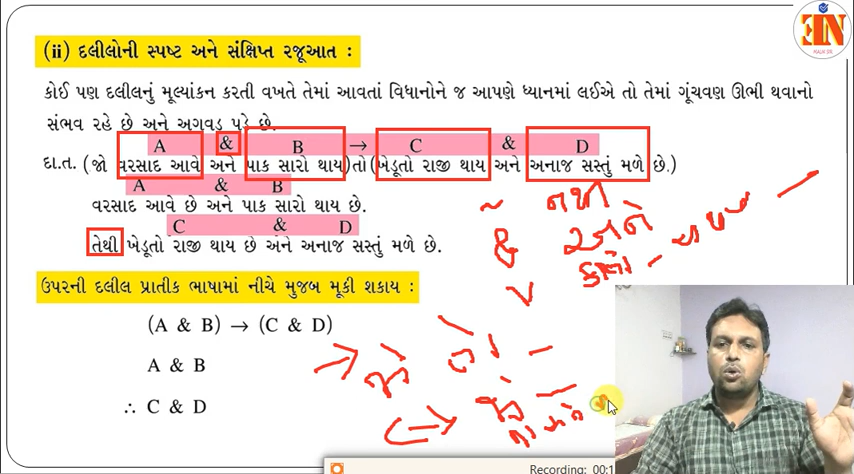 EIN
(ii) દલીલોની સ્પષ્ટ અને સંક્ષિપ્ત રજૂઆત :
કોઈ પણ દલીલનું મૂલ્યાંકન કરતી વખતે તેમાં આવતાં વિધાનોને જ આપણે ધ્યાનમાં લઈએ તો તેમાં ગૂંચવણ ઊભી થવાનો
સંભવ રહે છે અને અગવડ પડે છે.
A & B → C & D
દા.ત. (જો વરસાદ આવે અને પાક સારો થાય) તો (ખેડૂતો રાજી થાય અને અનાજ સસ્તું મળે છે.)
A & B
વરસાદ આવે છે અને પાક સારો થાય છે.
C & D
તેથી ખેડૂતો રાજી થાય છે અને અનાજ સસ્તું મળે છે.
~ નથી
& અને
v
ઉપરની દલીલ પ્રાતીક ભાષામાં નીચે મુજબ મૂકી શકાય :
(A & B) → (C & D)
A & B
∴ C & D
→ જો તો –
↔ જો –
Recording: 00:1